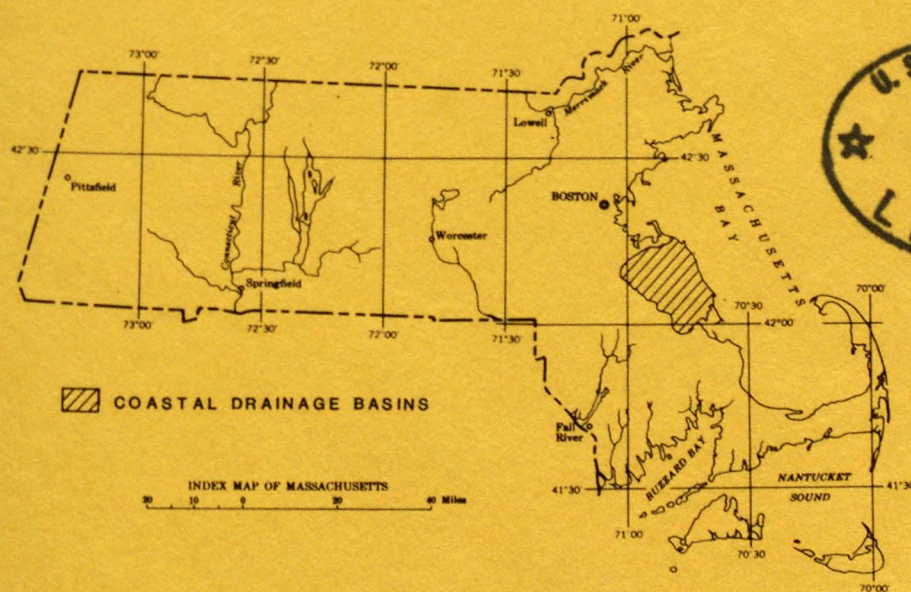 71°00'
73°00'
72°30'
72°00'
71°30'
Merrimack River
Lowell
U.S
42°30'
42°30'
MASSACHUSETTS BAY
Pittsfield
Connecticut River
BOSTON
Worcester
L
Springfield
70°30'
70°00'
73°00'
72°30'
72°00'
71°30'
42°00'
COASTAL DRAINAGE BASINS
Fall
River
BUZZARD BAY
NANTUCKET
SOUND
INDEX MAP OF MASSACHUSETTS
41°30'
41°30'
20 10 0 20 40 Miles
71°00'
70°30'
70°00'